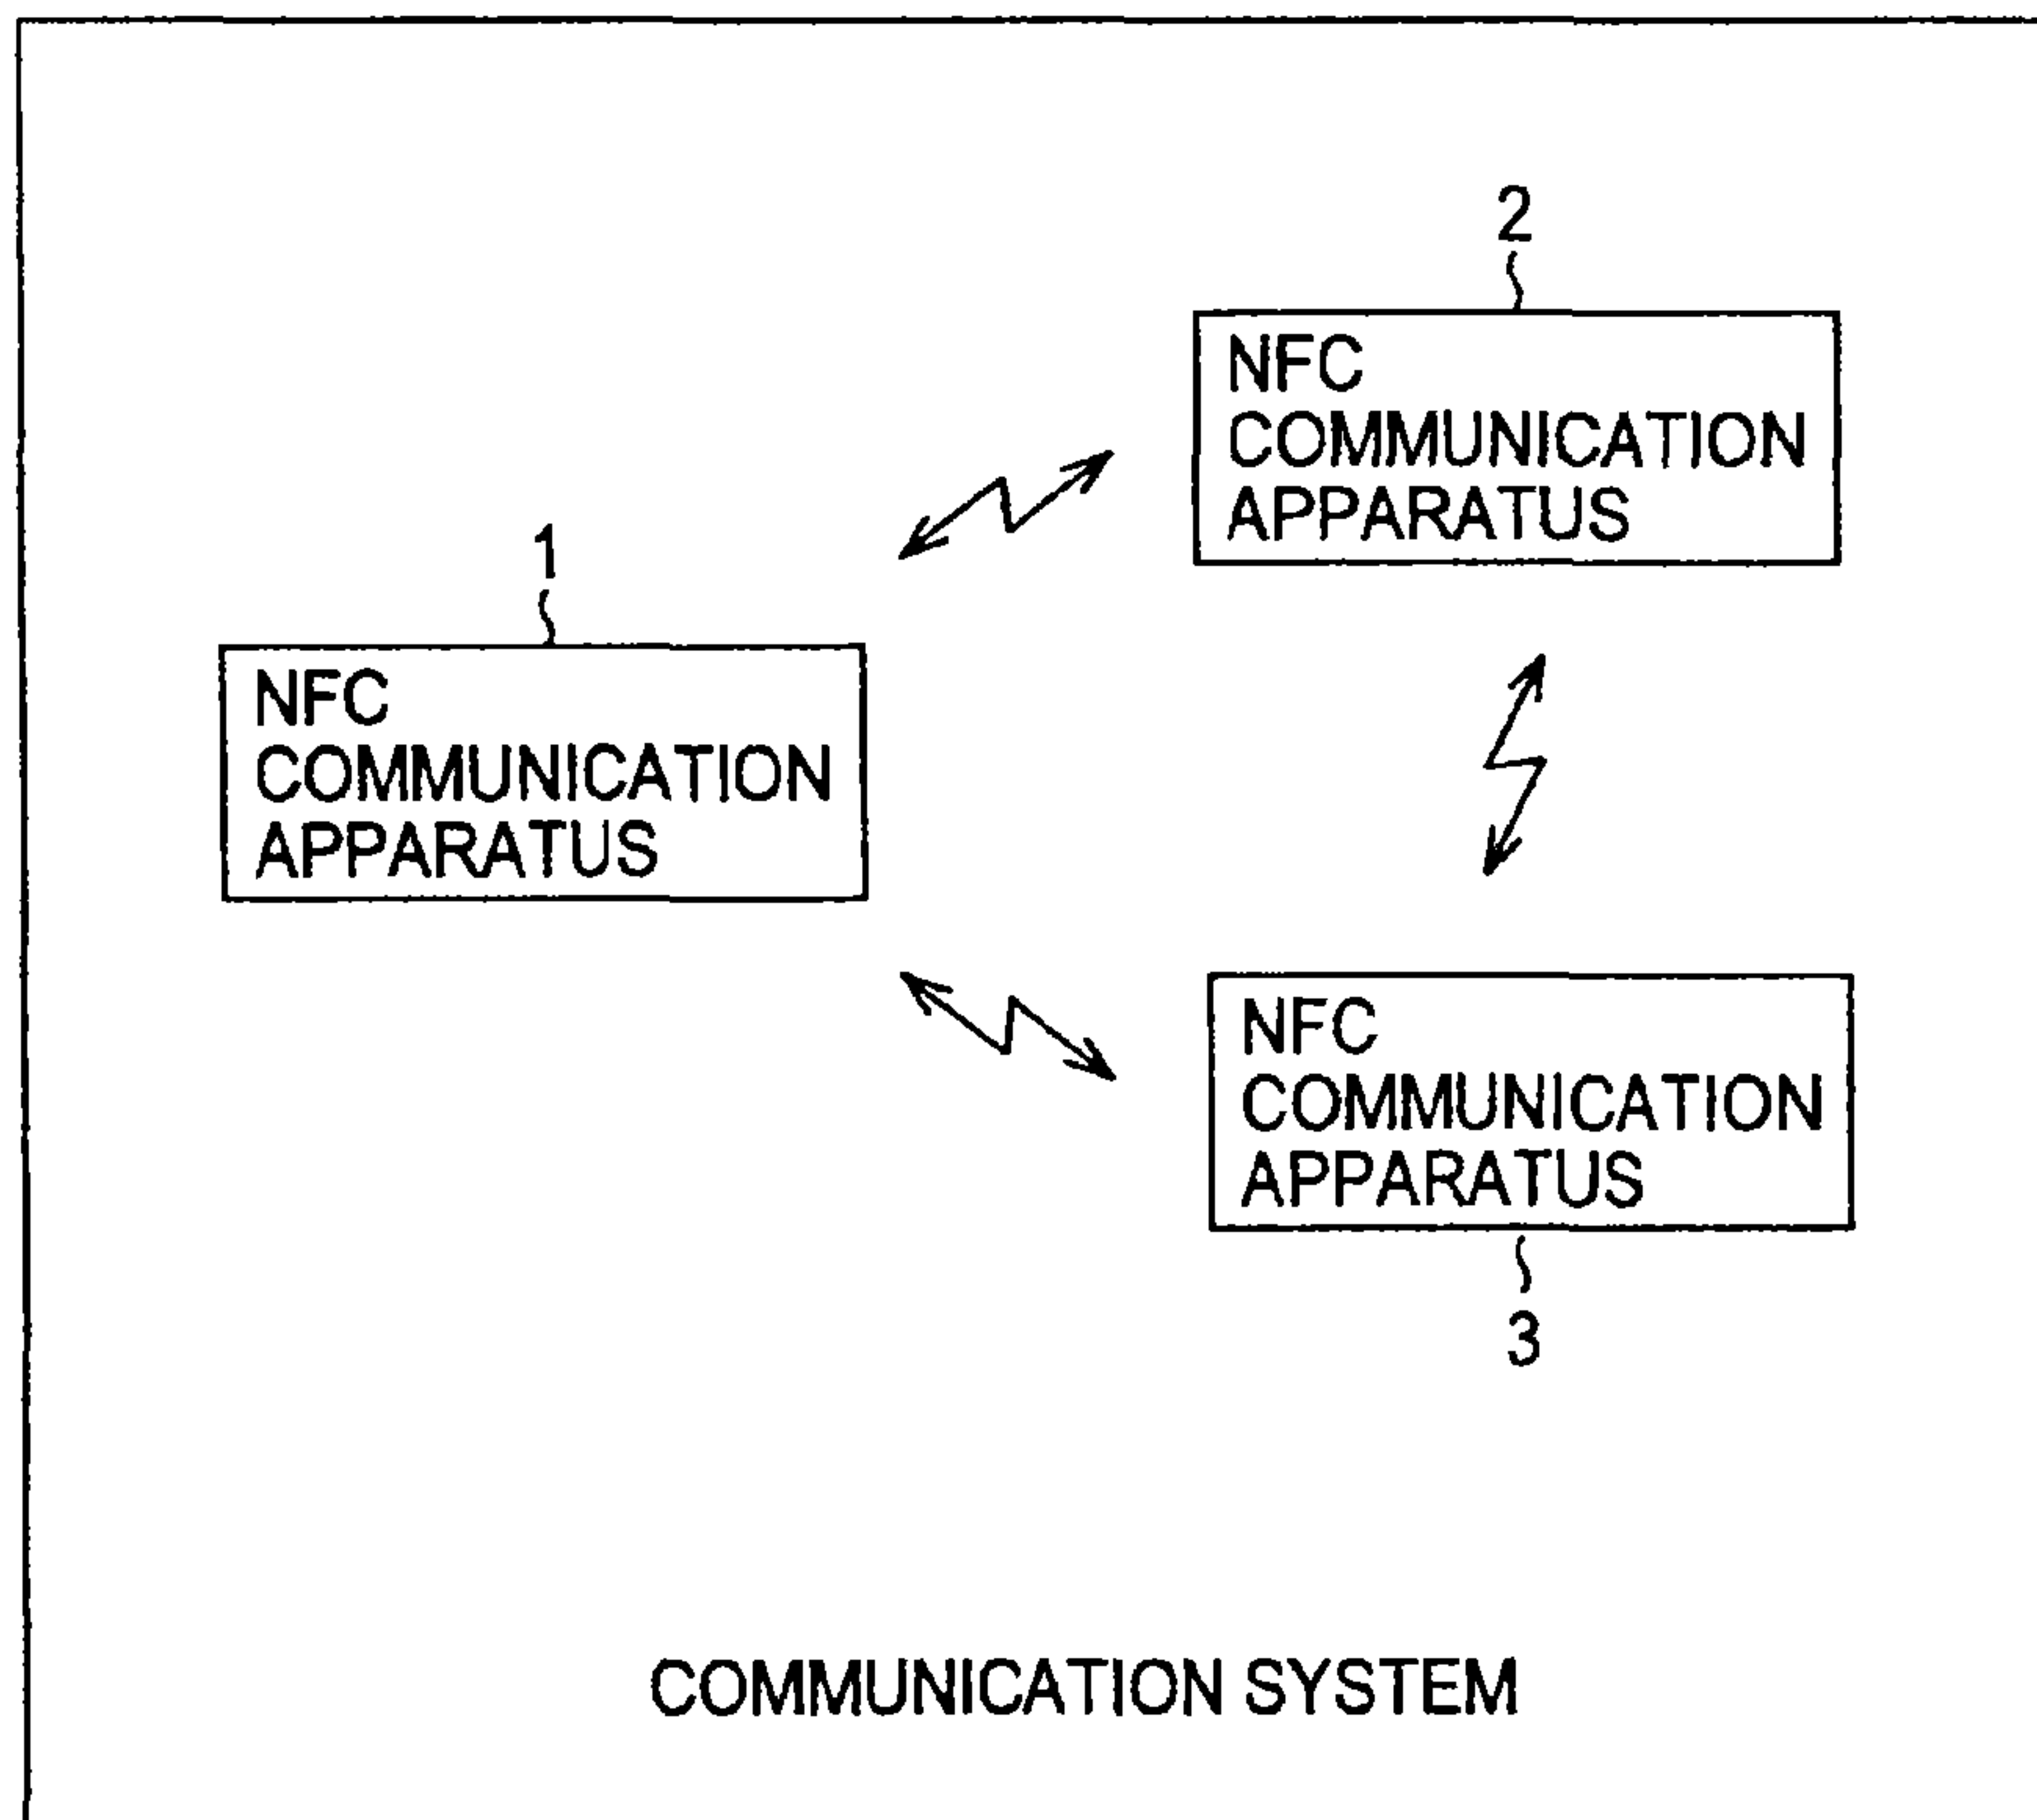 2
NFC
COMMUNICATION
APPARATUS
1
NFC
COMMUNICATION
APPARATUS
NFC
COMMUNICATION
APPARATUS
3
COMMUNICATION SYSTEM